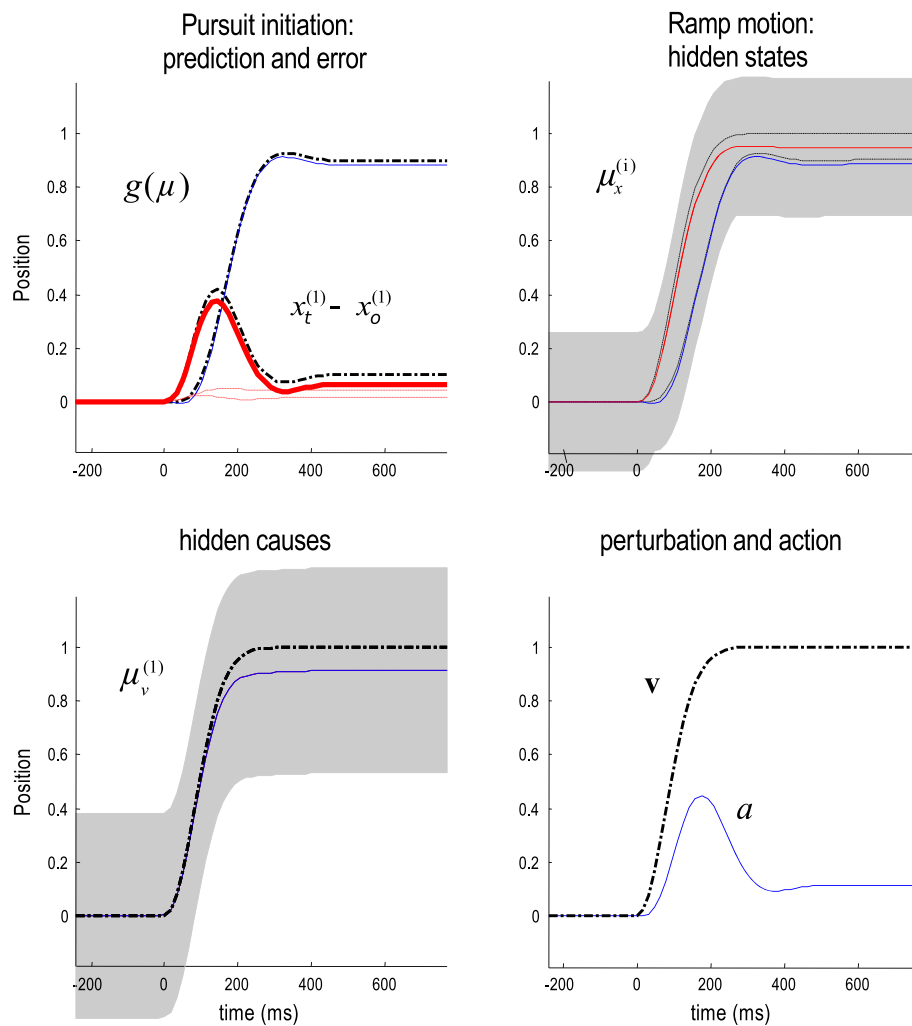 Pursuit initiation:
prediction and error
Position
1
0.8
0.6
0.4
0.2
0
g(μ)
x_t^(1) - x_o^(1)
-200 0 200 400 600
Ramp motion:
hidden states
1
0.8
0.6
0.4
0.2
0
μ_x^(i)
-200 0 200 400 600
hidden causes
Position
1
0.8
0.6
0.4
0.2
0
μ_v^(1)
-200 0 200 400 600
time (ms)
perturbation and action
1
0.8
0.6
0.4
0.2
0
v
a
-200 0 200 400 600
time (ms)